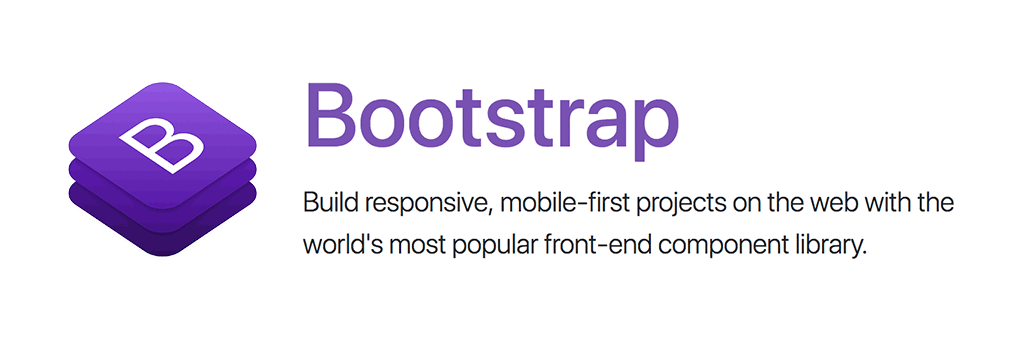 B
Bootstrap
Build responsive, mobile-first projects on the web with the
world's most popular front-end component library.